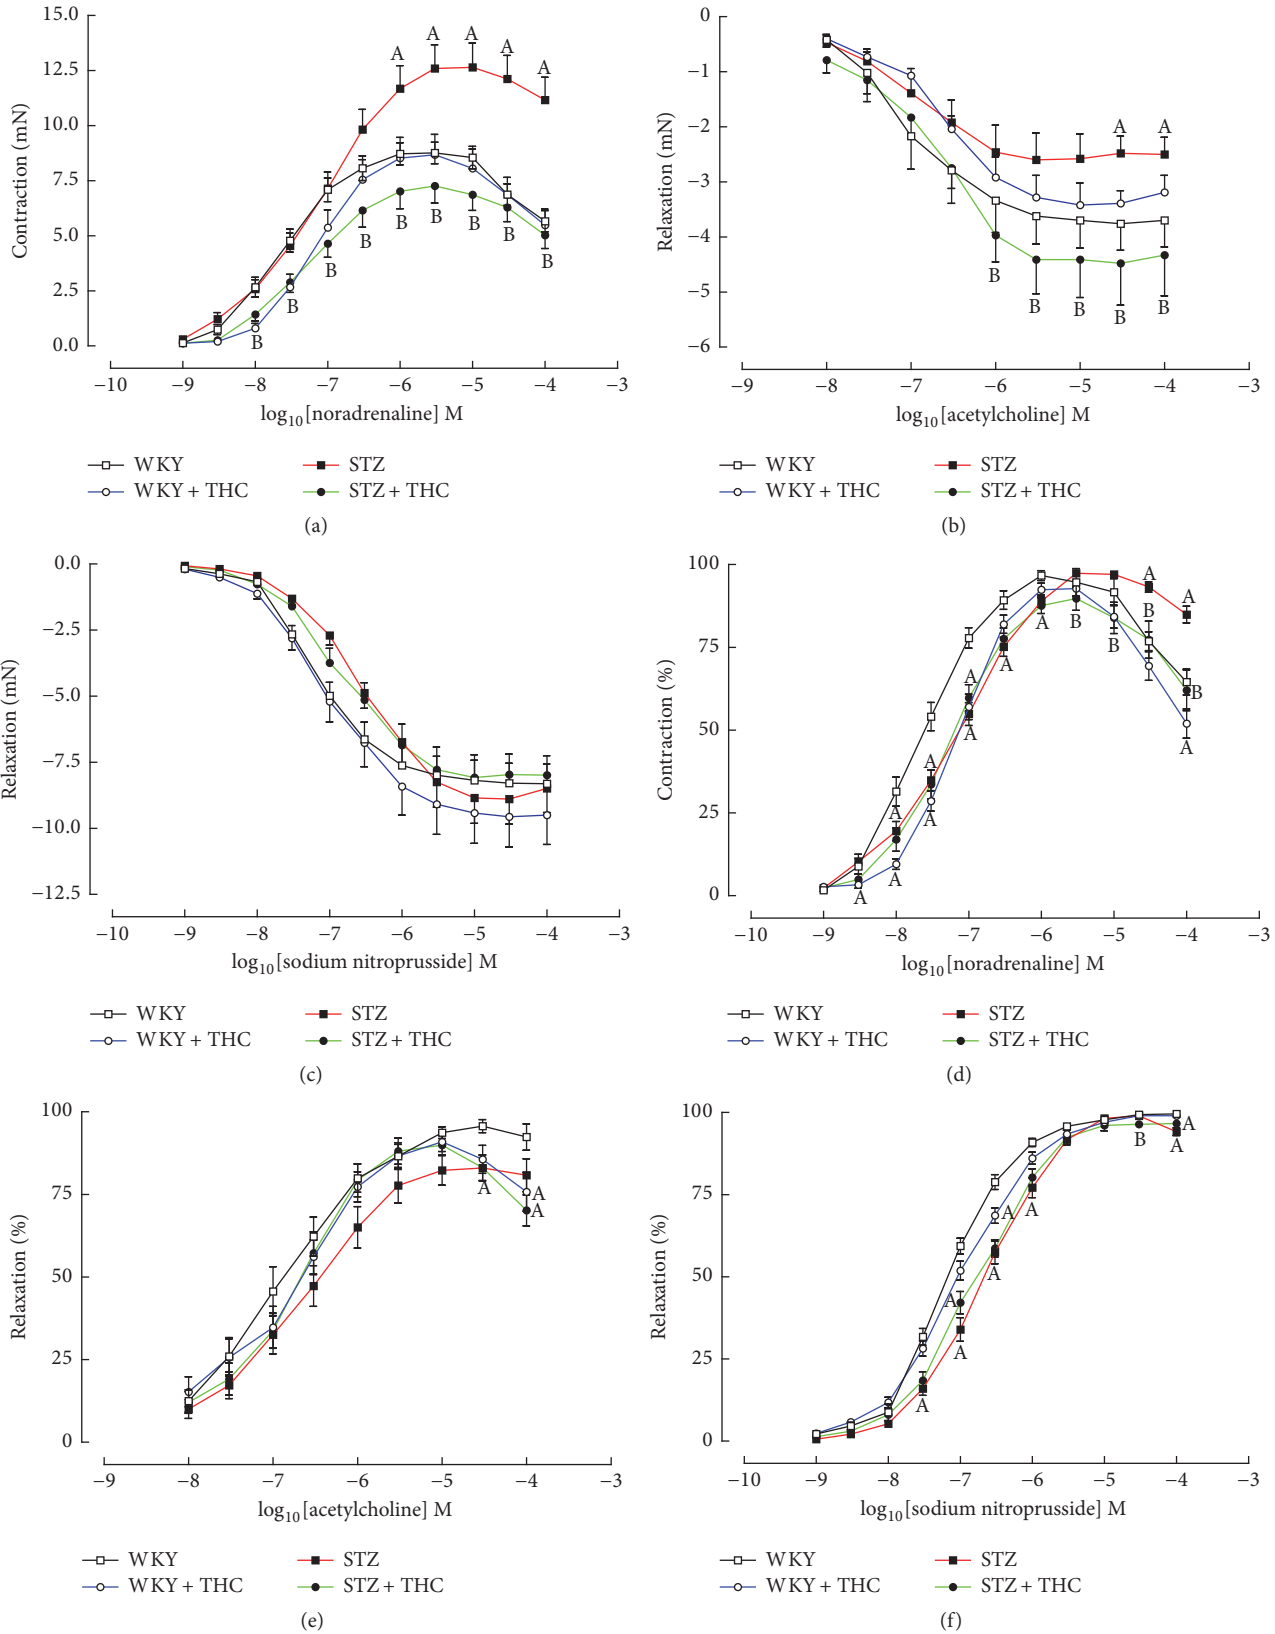 15.0
12.5
10.0
7.5
5.0
2.5
0.0
Contraction (mN)
A A A A A
B B B B B B B B B
−10 −9 −8 −7 −6 −5 −4 −3
log10[noradrenaline] M
WKY STZ
WKY + THC STZ + THC
(a)
0
−1
−2
−3
−4
−5
−6
Relaxation (mN)
A A
B B B B B
−9 −8 −7 −6 −5 −4 −3
log10[acetylcholine] M
WKY STZ
WKY + THC STZ + THC
(b)
0.0
−2.5
−5.0
−7.5
−10.0
−12.5
Relaxation (mN)
−10 −9 −8 −7 −6 −5 −4 −3
log10[sodium nitroprusside] M
WKY STZ
WKY + THC STZ + THC
(c)
100
75
50
25
0
Contraction (%)
A A A A A A A A A A A A
B B B B
A
−10 −9 −8 −7 −6 −5 −4 −3
log10[noradrenaline] M
WKY STZ
WKY + THC STZ + THC
(d)
100
75
50
25
0
Relaxation (%)
A A A
−9 −8 −7 −6 −5 −4 −3
log10[acetylcholine] M
WKY STZ
WKY + THC STZ + THC
(e)
100
75
50
25
0
Relaxation (%)
A A A A A A B A A
−10 −9 −8 −7 −6 −5 −4 −3
log10[sodium nitroprusside] M
WKY STZ
WKY + THC STZ + THC
(f)